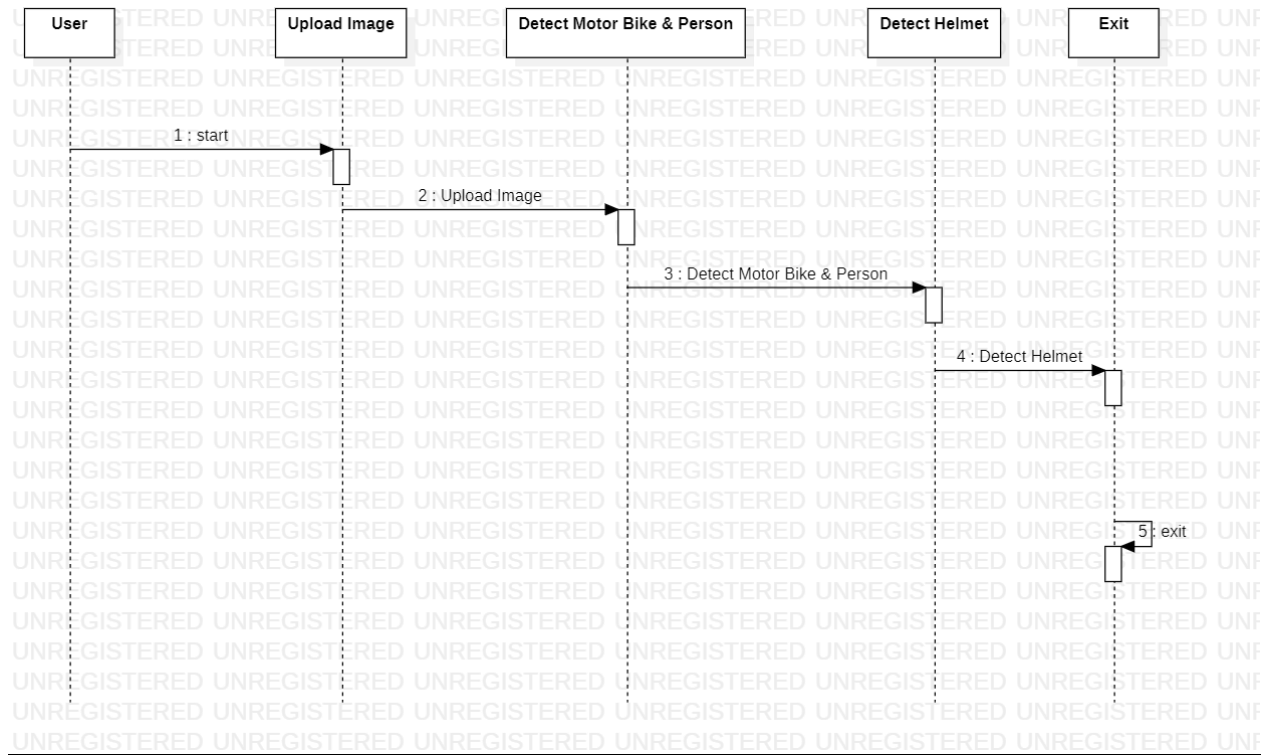 User
Upload Image
Detect Motor Bike & Person
Detect Helmet
Exit
1 : start
2 : Upload Image
3 : Detect Motor Bike & Person
4 : Detect Helmet
5 : exit
UNREGISTERED